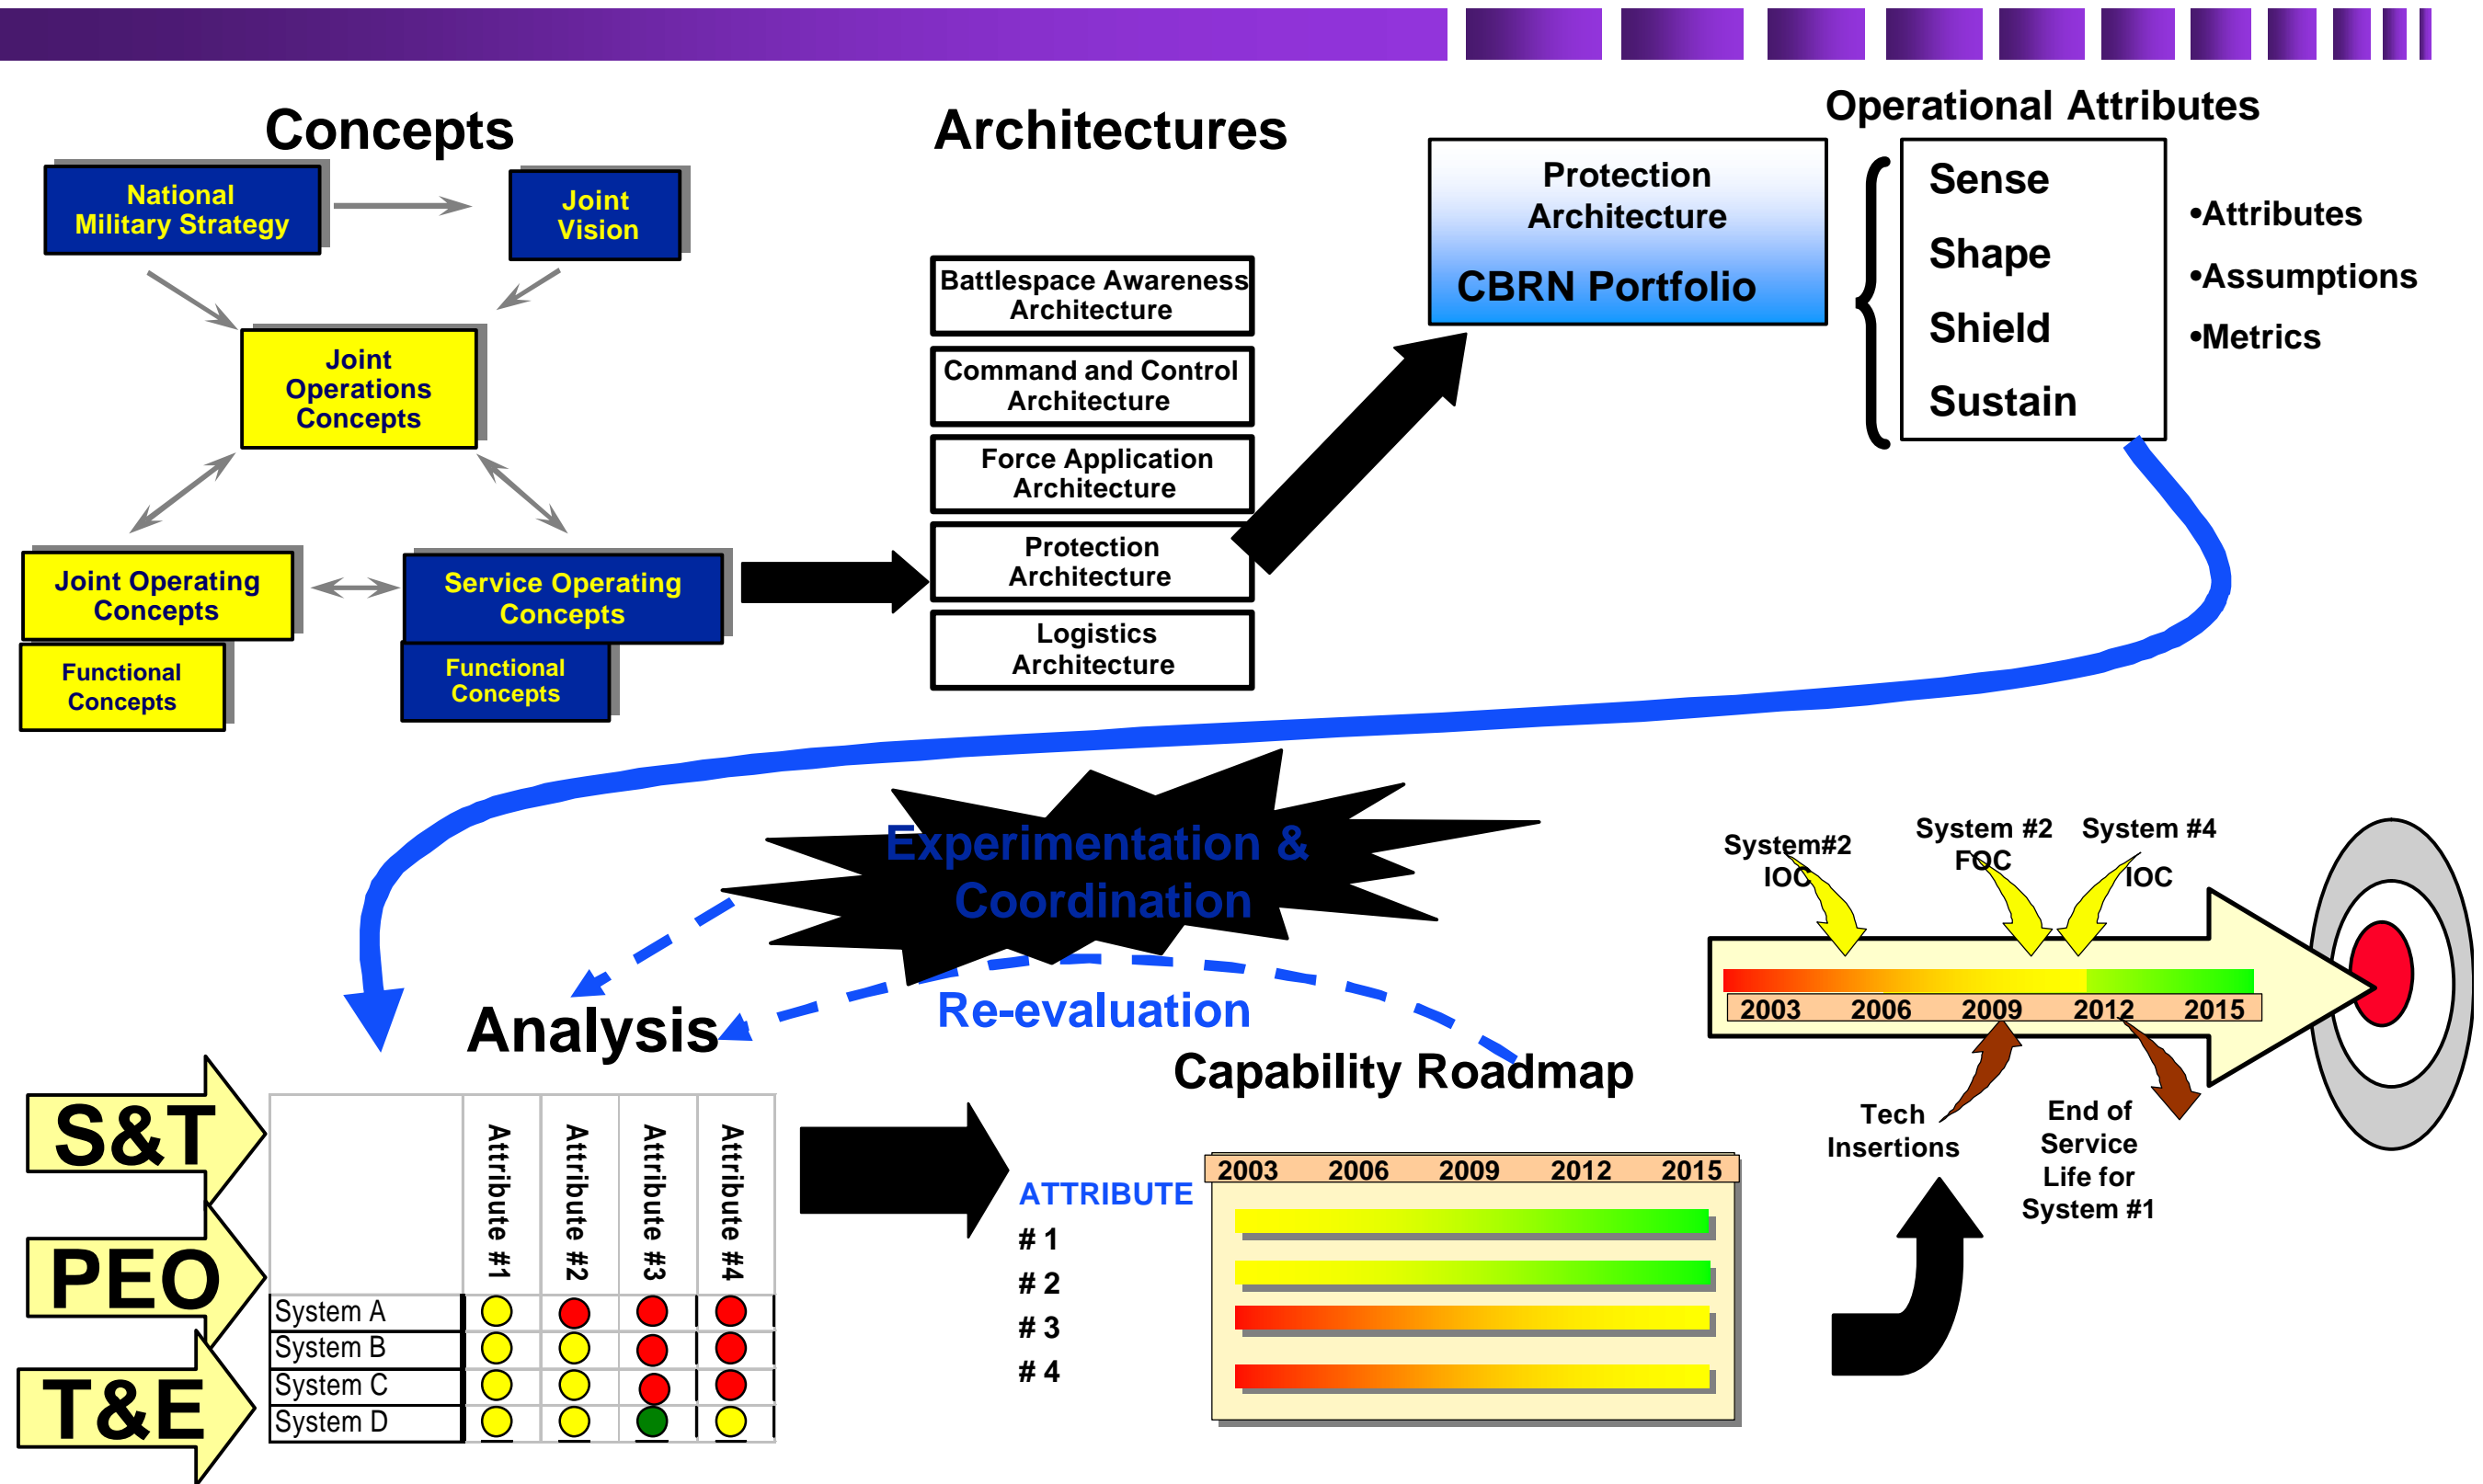 Concepts
National
Military Strategy
Joint
Vision
Joint
Operations
Concepts
Joint Operating
Concepts
Functional
Concepts
Service Operating
Concepts
Functional
Concepts
Architectures
Battlespace Awareness
Architecture
Command and Control
Architecture
Force Application
Architecture
Protection
Architecture
Logistics
Architecture
Protection
Architecture
CBRN Portfolio
Operational Attributes
Sense
Shape
Shield
Sustain
•Attributes
•Assumptions
•Metrics
Experimentation &
Coordination
Re-evaluation
Analysis
S&T
PEO
T&E
Attribute #1
Attribute #2
Attribute #3
Attribute #4
System A
System B
System C
System D
Capability Roadmap
2003 2006 2009 2012 2015
ATTRIBUTE
# 1
# 2
# 3
# 4
System#2
IOC
System #2
FOC
System #4
IOC
2003 2006 2009 2012 2015
Tech
Insertions
End of
Service
Life for
System #1